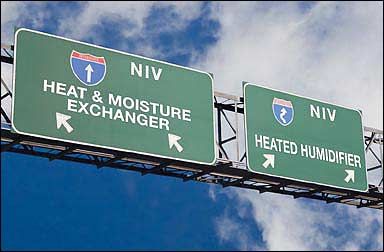 NIV
HEAT & MOISTURE
EXCHANGER
NIV
HEATED HUMIDIFIER